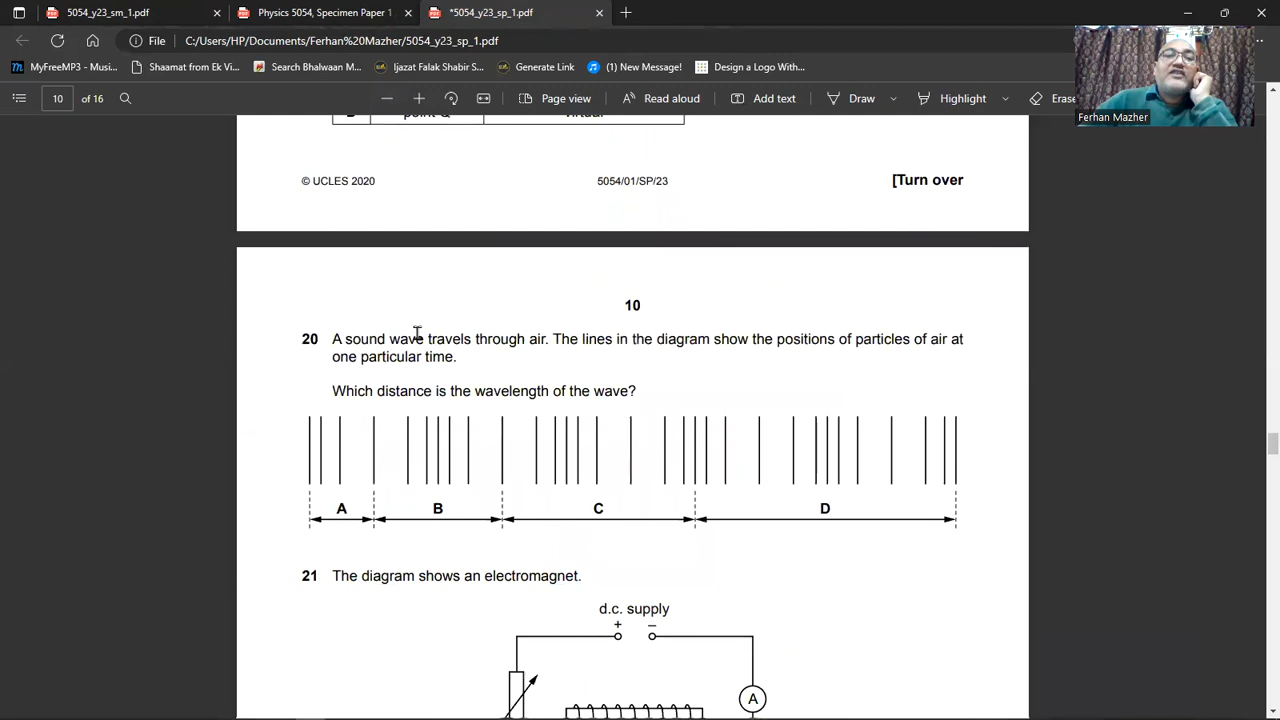 5054_y23_sm_1.pdf
Physics 5054, Specimen Paper 1
*5054_y23_sp_1.pdf
File
C:/Users/HP/Documents/Ferhan%20Mazher/5054_y23_sp_1.pdf
MyFreeMP3 - Musi...
Shaamat from Ek Vi...
Search Bhalwaan M...
Ijazat Falak Shabir...
Generate Link
(1) New Message!
Design a Logo With...
10 of 16
Page view
Read aloud
Add text
Draw
Highlight
Ferhan Mazher
© UCLES 2020
5054/01/SP/23
[Turn over
10
20 A sound wave travels through air. The lines in the diagram show the positions of particles of air at
one particular time.
Which distance is the wavelength of the wave?
A B C D
21 The diagram shows an electromagnet.
d.c. supply
+ –
A